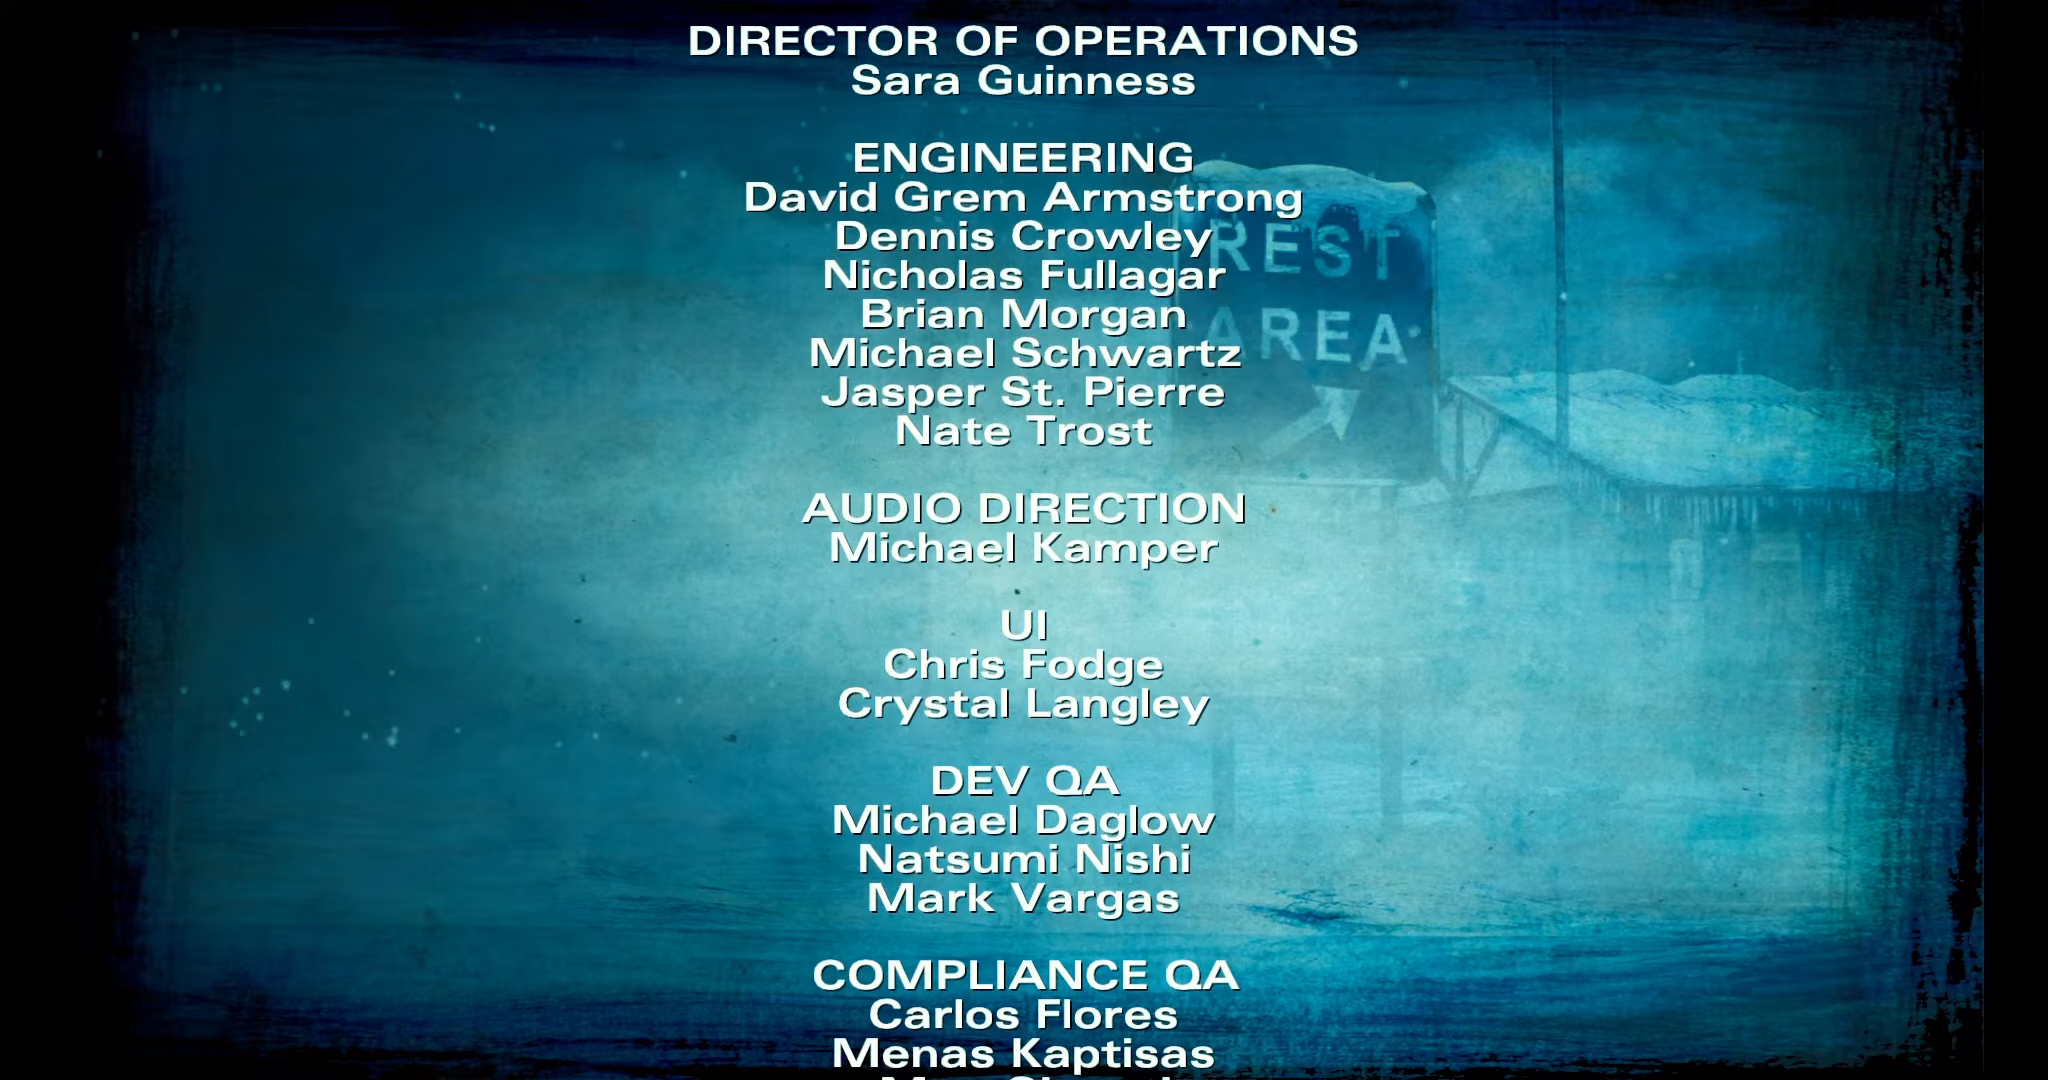 DIRECTOR OF OPERATIONS
Sara Guinness
ENGINEERING
David Grem Armstrong
Dennis Crowley
Nicholas Fullagar
Brian Morgan
Michael Schwartz
Jasper St. Pierre
Nate Trost
REST
AREA
AUDIO DIRECTION
Michael Kamper
UI
Chris Fodge
Crystal Langley
DEV QA
Michael Daglow
Natsumi Nishi
Mark Vargas
COMPLIANCE QA
Carlos Flores
Menas Kaptisas